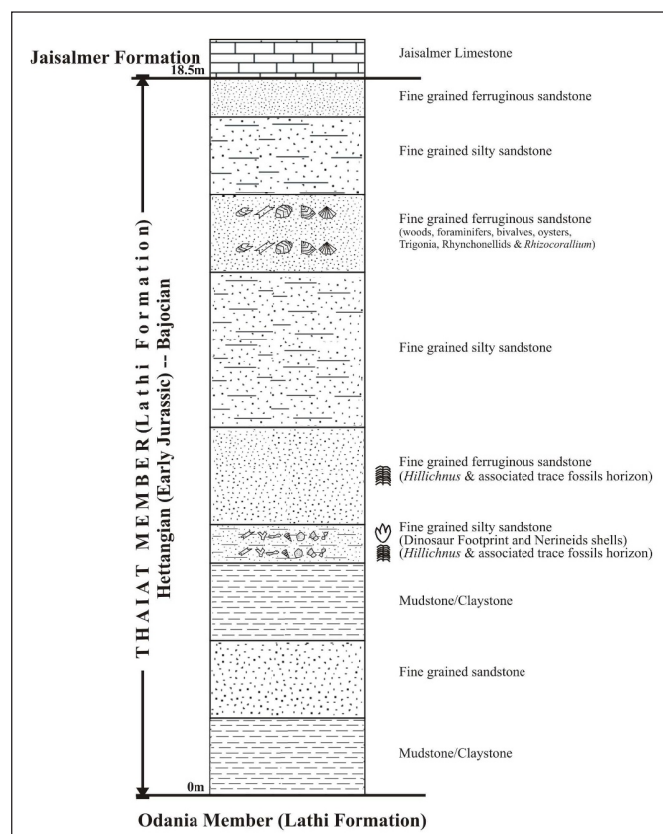 Jaisalmer Formation
18.5m
Jaisalmer Limestone
Fine grained ferruginous sandstone
Fine grained silty sandstone
Fine grained ferruginous sandstone
(woods, foraminifers, bivalves, oysters,
Trigonia, Rhynchonellids & Rhizocorallium)
Fine grained silty sandstone
Fine grained ferruginous sandstone
(Hillichnus & associated trace fossils horizon)
Fine grained silty sandstone
(Dinosaur Footprint and Nerineids shells)
(Hillichnus & associated trace fossils horizon)
Mudstone/Claystone
Fine grained sandstone
Mudstone/Claystone
THAIAT MEMBER (Lathi Formation)
Hettangian (Early Jurassic) -- Bajocian
0m
Odania Member (Lathi Formation)